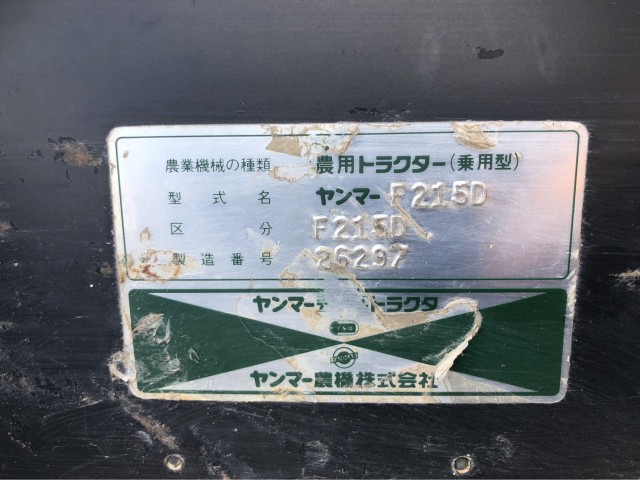 農業機械の種類 農用トラクター(乗用型)
型式名 ヤンマー F215D
区分 F215D
製造番号 26297
ヤンマーデ トラクタ
ヤンマー農機株式会社